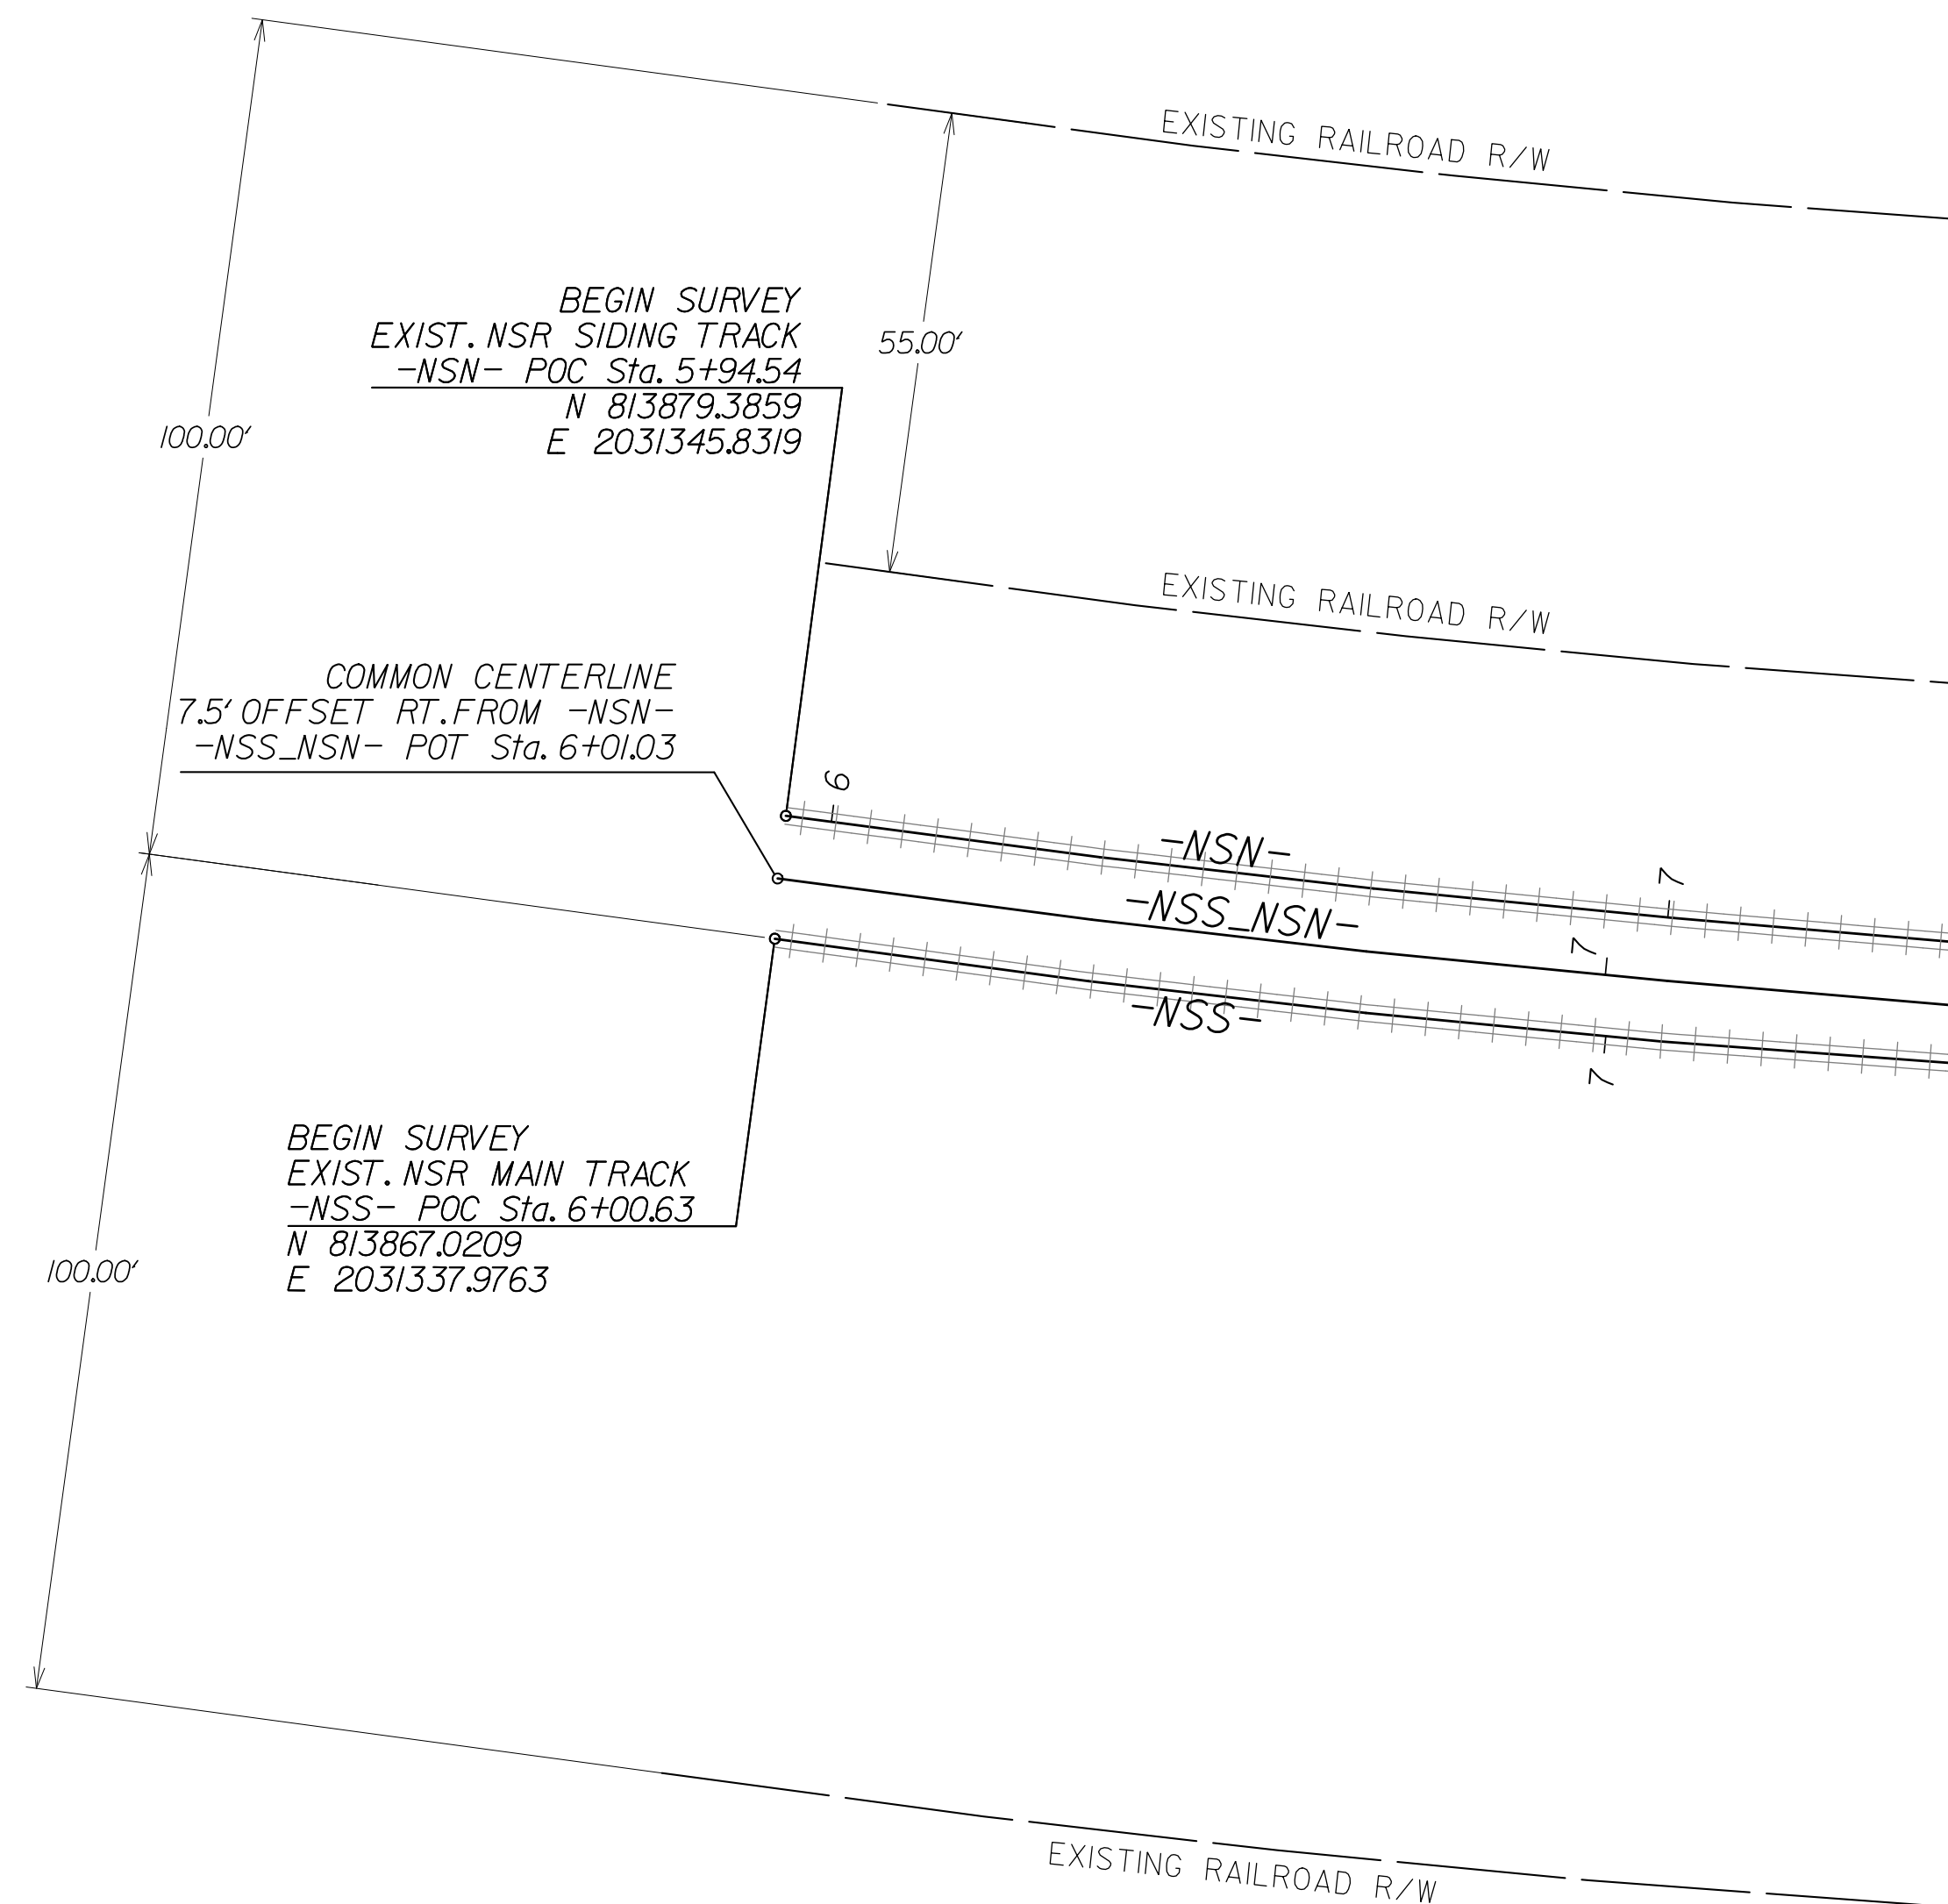 EXISTING RAILROAD R/W
BEGIN SURVEY
EXIST. NSR SIDING TRACK
-NSN- POC Sta. 5+94.54
N 813879.3859
E 2031345.8319
55.00'
100.00'
EXISTING RAILROAD R/W
COMMON CENTERLINE
7.5' OFFSET RT. FROM -NSN-
-NSS_NSN- POT Sta. 6+01.03
6
-NSN-
7
-NSS_NSN-
7
-NSS-
7
BEGIN SURVEY
EXIST. NSR MAIN TRACK
-NSS- POC Sta. 6+00.63
N 813867.0209
E 2031337.9763
100.00'
EXISTING RAILROAD R/W